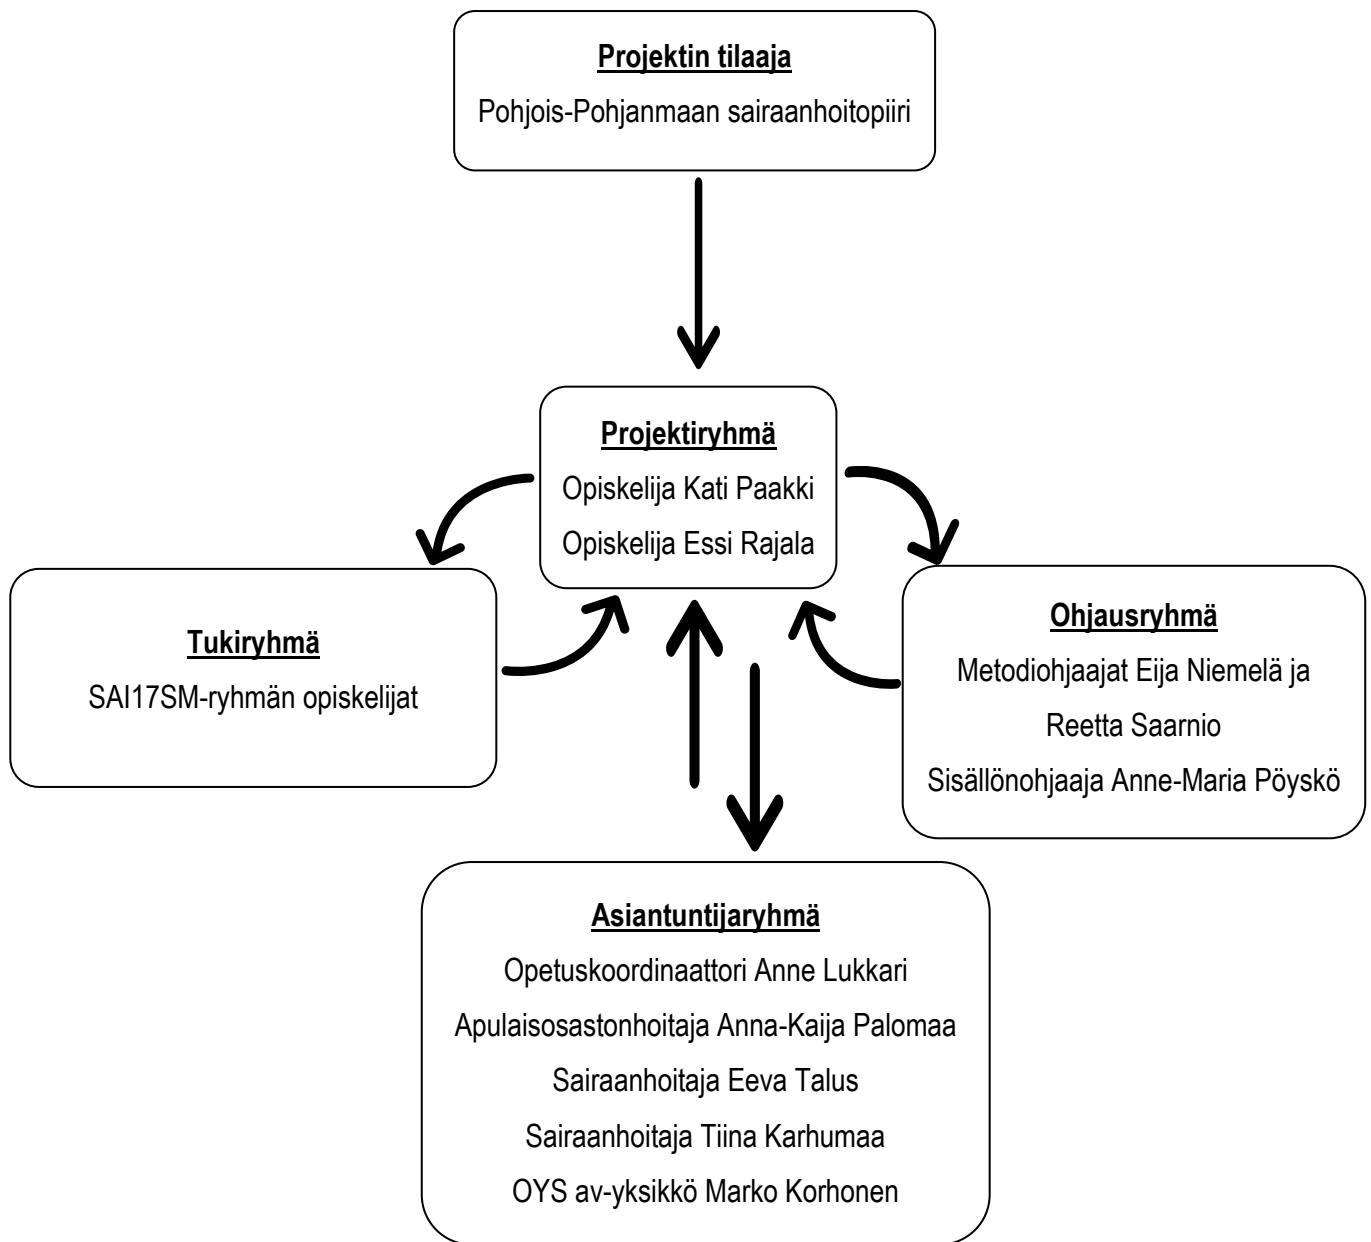 Projektin tilaaja
Pohjois-Pohjanmaan sairaanhoitopiiri
Projektiryhmä
Opiskelija Kati Paakki
Opiskelija Essi Rajala
Tukiryhmä
SAI17SM-ryhmän opiskelijat
Ohjausryhmä
Metodiohjaajat Eija Niemelä ja
Reetta Saarnio
Sisällönohjaaja Anne-Maria Pöyskö
Asiantuntijaryhmä
Opetuskoordinaattori Anne Lukkari
Apulaisosastonhoitaja Anna-Kaija Palomaa
Sairaanhoitaja Eeva Talus
Sairaanhoitaja Tiina Karhumaa
OYS av-yksikkö Marko Korhonen